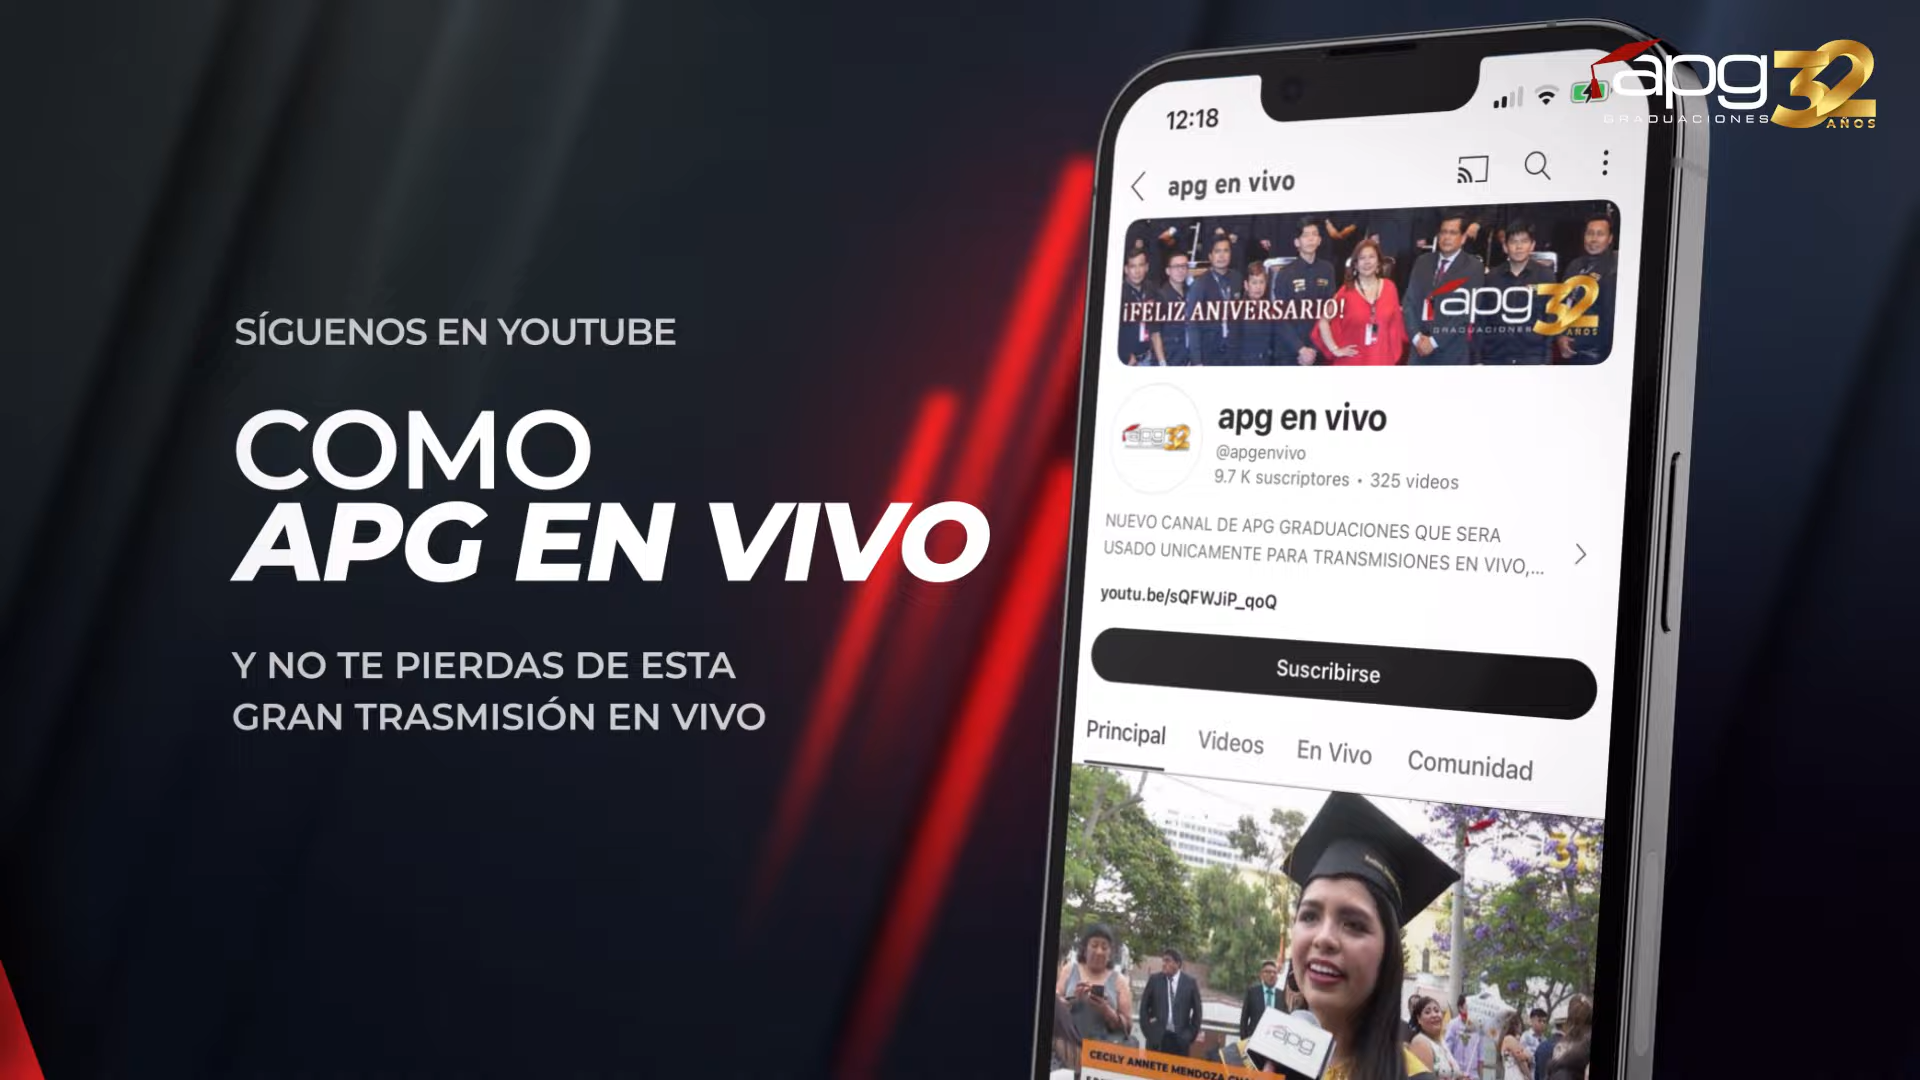 SÍGUENOS EN YOUTUBE
COMO
APG EN VIVO
Y NO TE PIERDAS DE ESTA
GRAN TRASMISIÓN EN VIVO
apg 32
GRADUACIONES AÑOS
12:18
apg en vivo
¡FELIZ ANIVERSARIO!
apg 32
GRADUACIONES AÑOS
apg 32
apg en vivo
@apgenvivo
9.7 K suscriptores • 325 videos
NUEVO CANAL DE APG GRADUACIONES QUE SERA
USADO UNICAMENTE PARA TRANSMISIONES EN VIVO,...
youtu.be/sQFWJiP_qoQ
Suscribirse
Principal Videos En Vivo Comunidad
31
apg
CECILY ANNETE MENDOZA